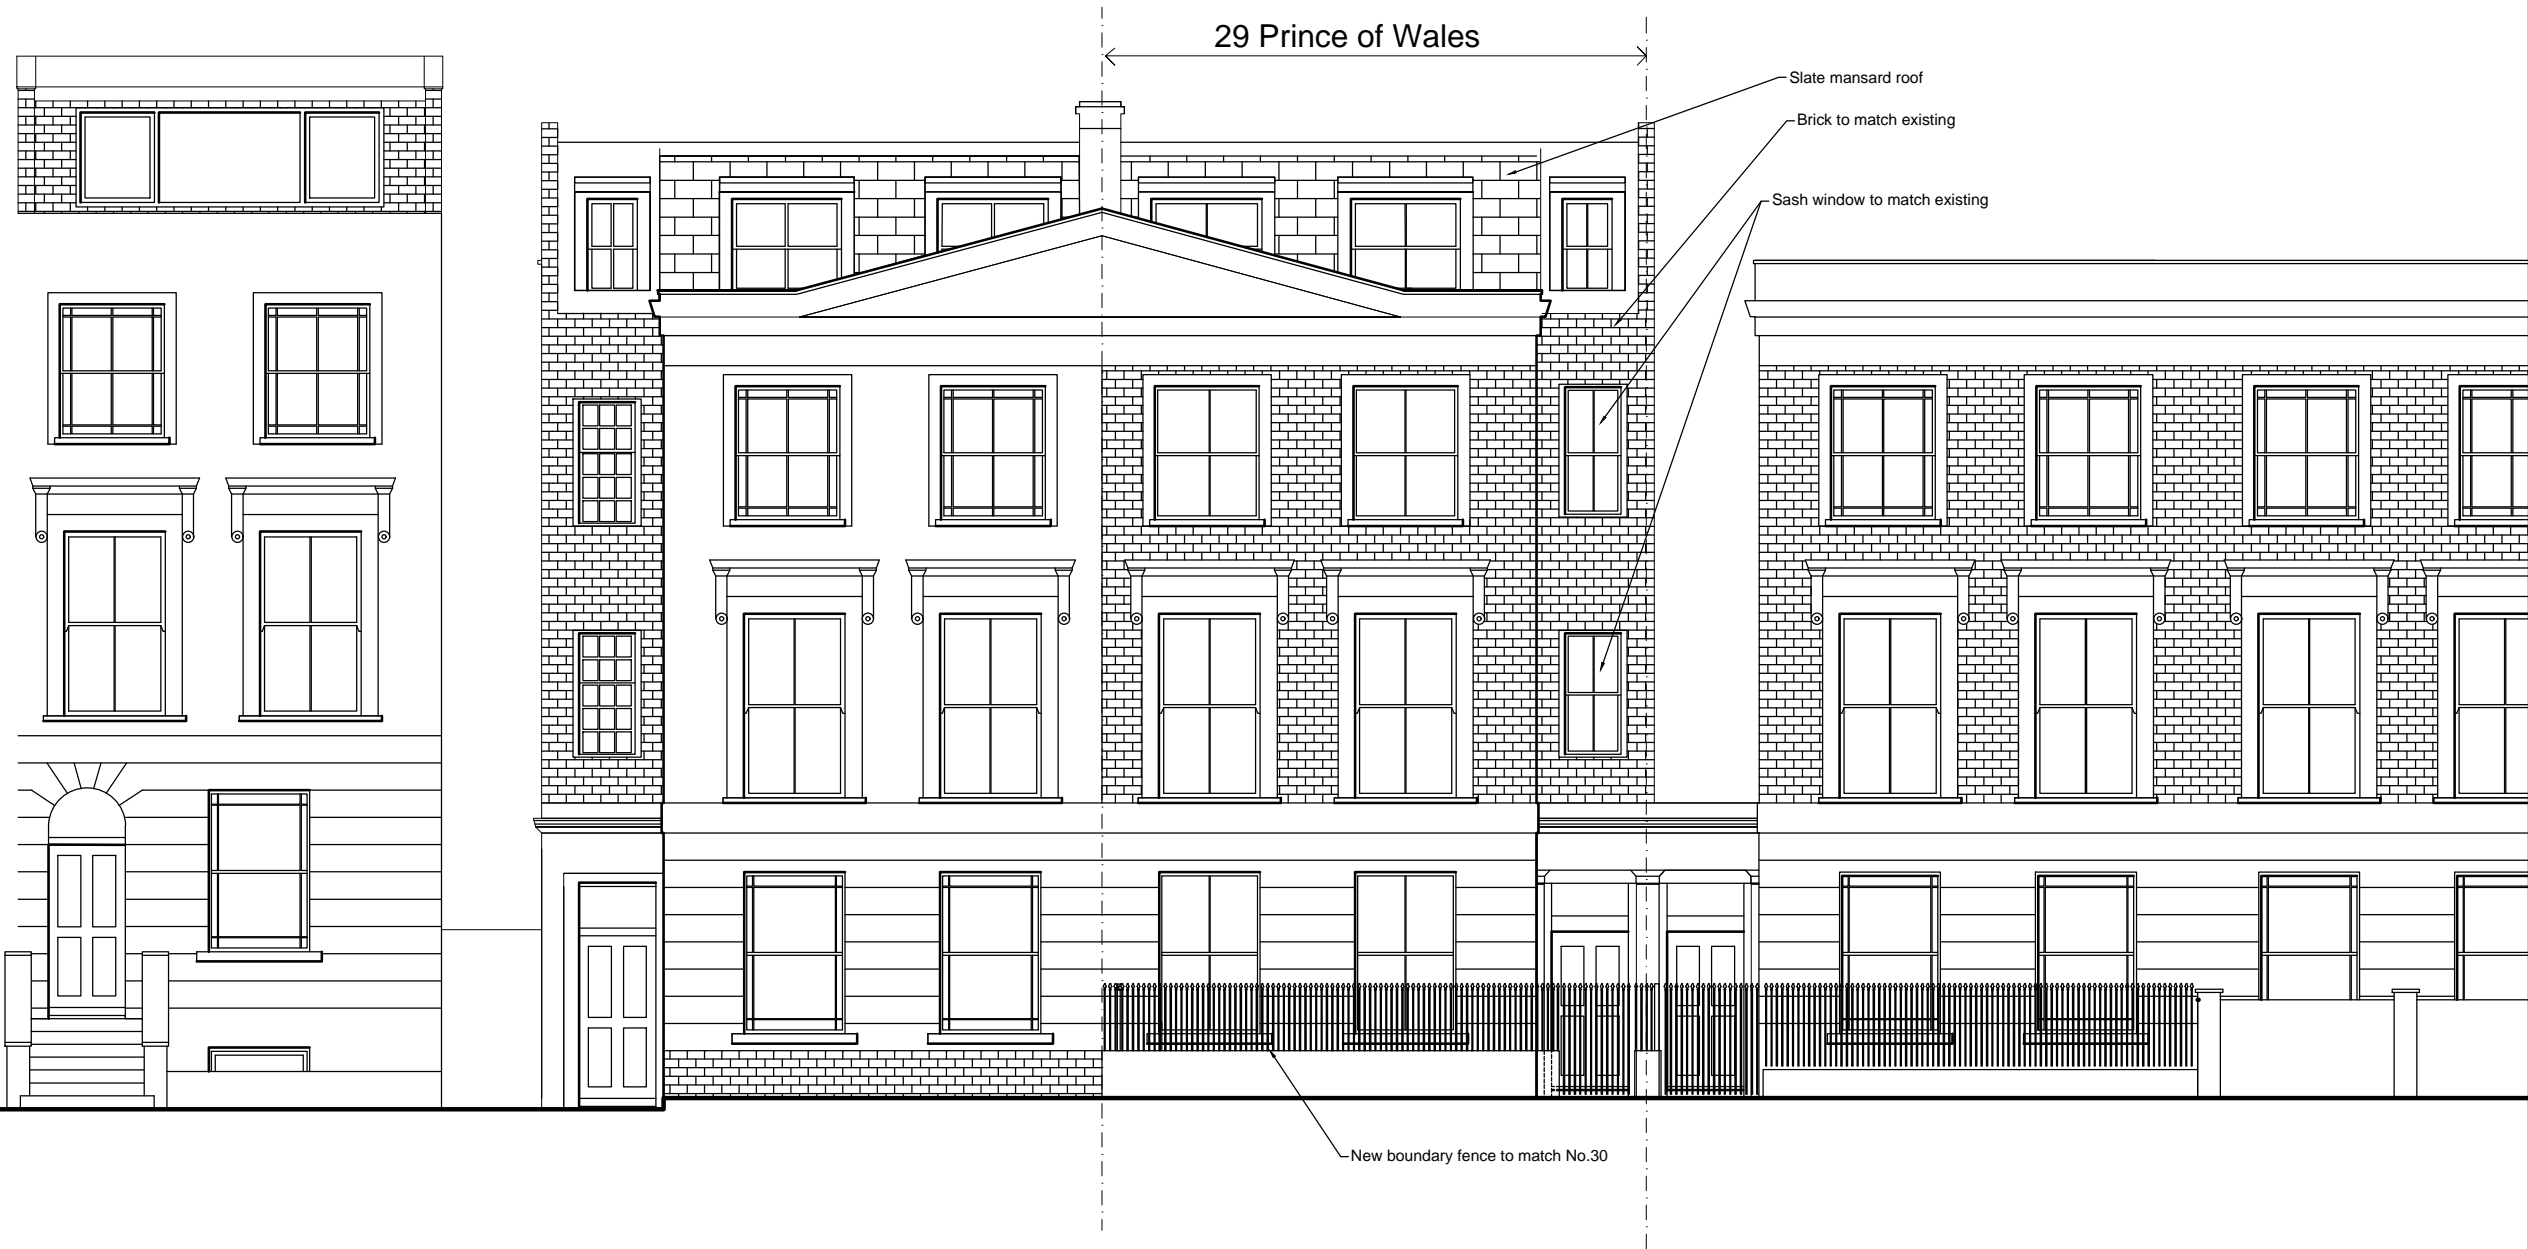 29 Prince of Wales
Slate mansard roof
Brick to match existing
Sash window to match existing
New boundary fence to match No.30